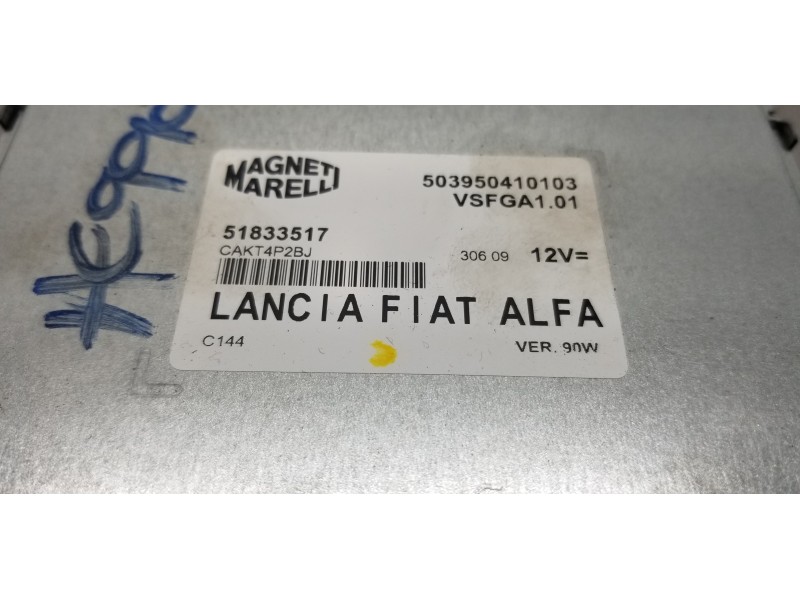 MAGNETI
MARELLI
503950410103
VSFGA1.01
51833517
CAKT4P2BJ
306 09 12V=
LANCIA FIAT ALFA
C144
VER. 90W